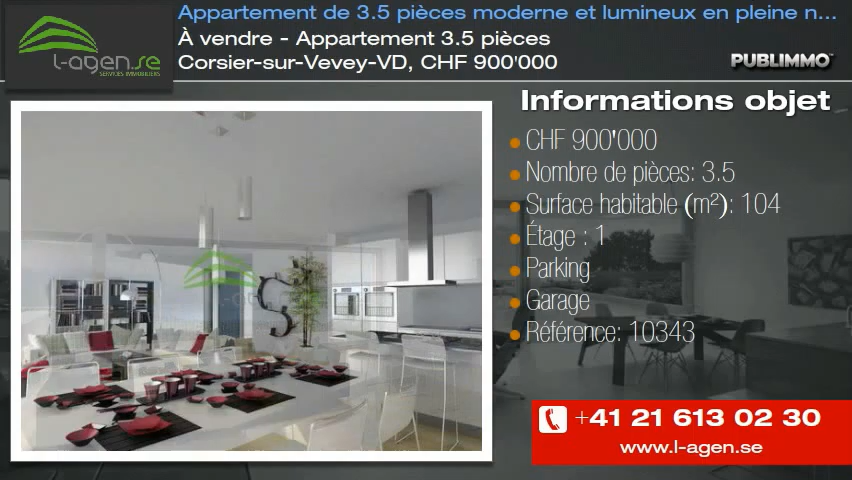 Appartement de 3.5 pièces moderne et lumineux en pleine n...
À vendre - Appartement 3.5 pièces
Corsier-sur-Vevey-VD, CHF 900'000
l-agen.se
SERVICES IMMOBILIERS
PUBLIMMO
Informations objet
CHF 900'000
Nombre de pièces: 3.5
Surface habitable (m²): 104
Étage : 1
Parking
Garage
Référence: 10343
l-agen.se
+41 21 613 02 30
www.l-agen.se